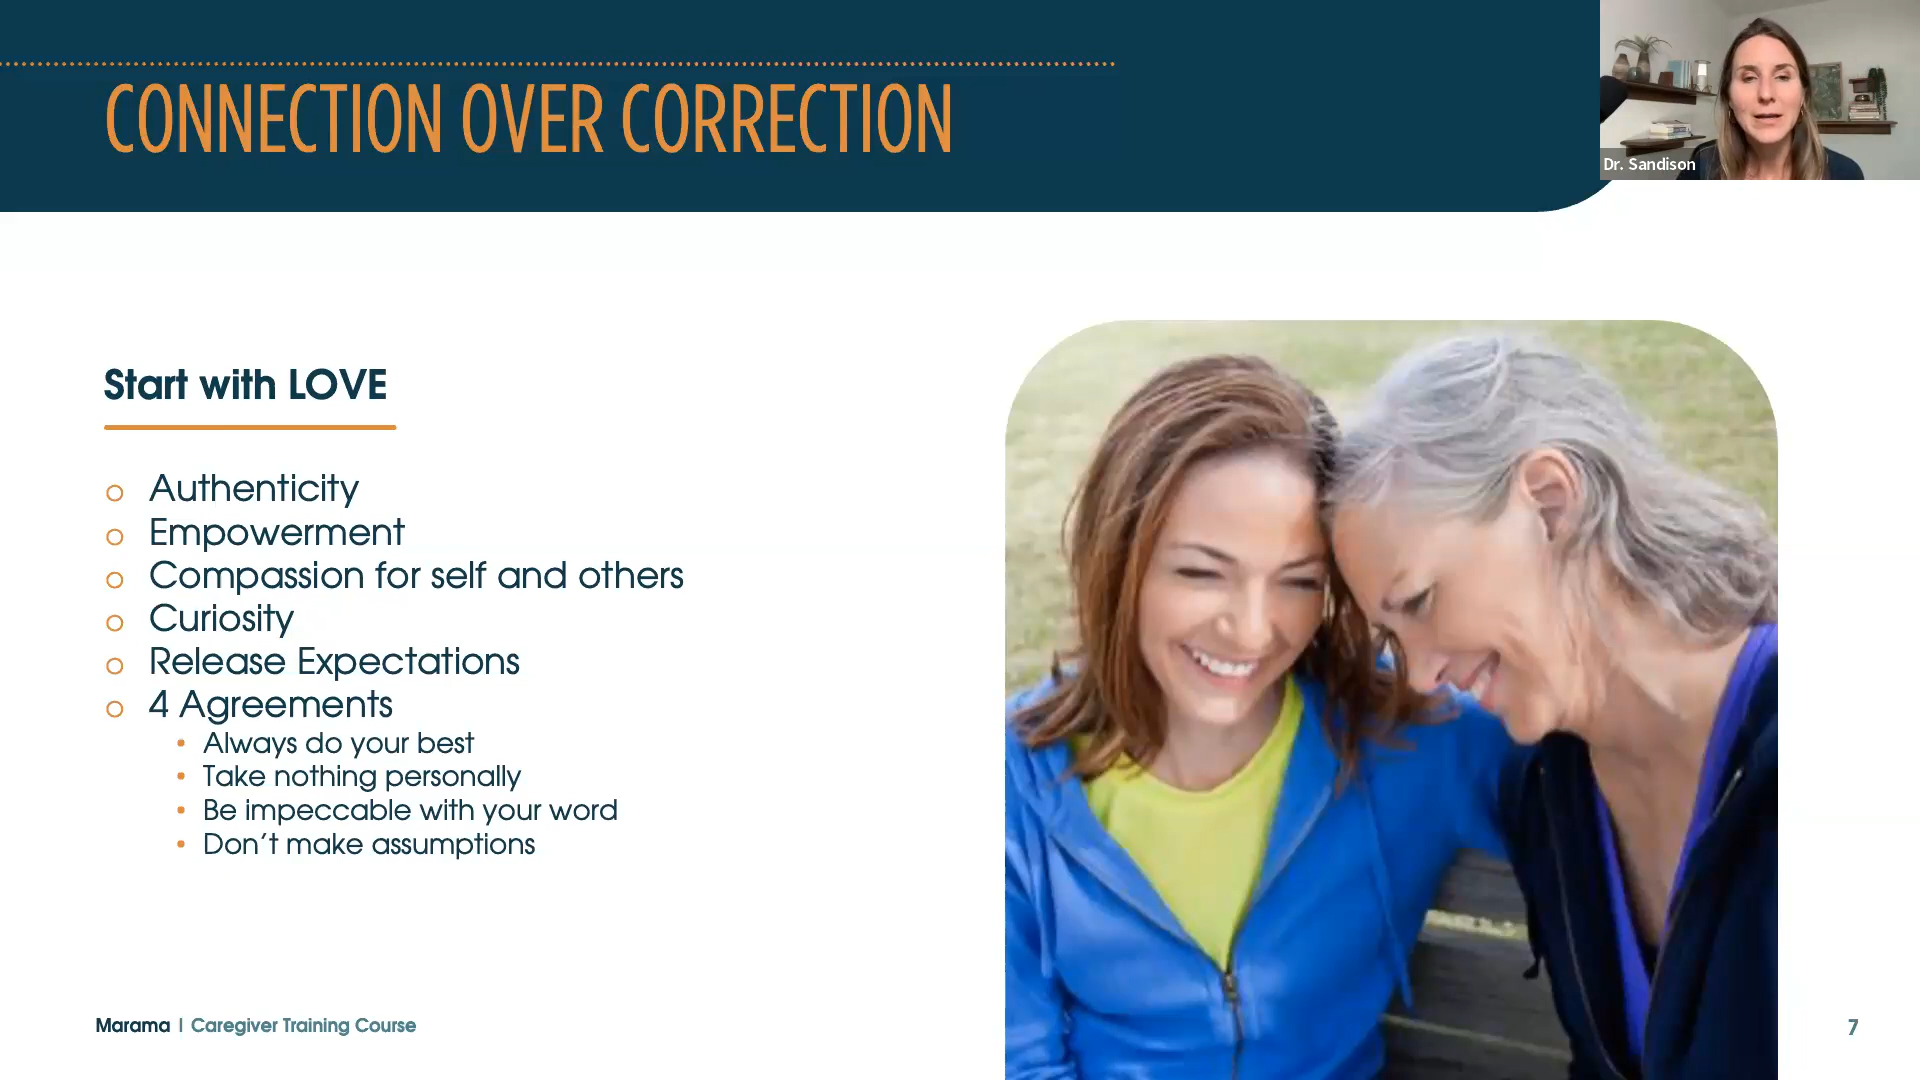 CONNECTION OVER CORRECTION
Dr. Sandison
Start with LOVE
Authenticity
Empowerment
Compassion for self and others
Curiosity
Release Expectations
4 Agreements
Always do your best
Take nothing personally
Be impeccable with your word
Don’t make assumptions
Marama | Caregiver Training Course
7